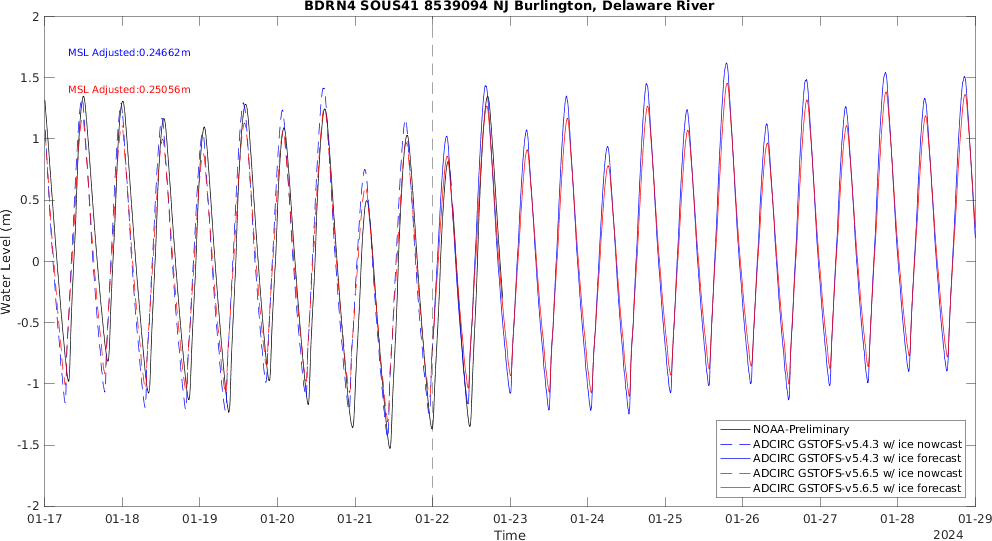 BDRN4 SOUS41 8539094 NJ Burlington, Delaware River
MSL Adjusted:0.24662m
MSL Adjusted:0.25056m
Water Level (m)
2
1.5
1
0.5
0
-0.5
-1
-1.5
-2
NOAA-Preliminary
ADCIRC GSTOFS-v5.4.3 w/ ice nowcast
ADCIRC GSTOFS-v5.4.3 w/ ice forecast
ADCIRC GSTOFS-v5.6.5 w/ ice nowcast
ADCIRC GSTOFS-v5.6.5 w/ ice forecast
01-17 01-18 01-19 01-20 01-21 01-22 01-23 01-24 01-25 01-26 01-27 01-28 01-29
Time
2024